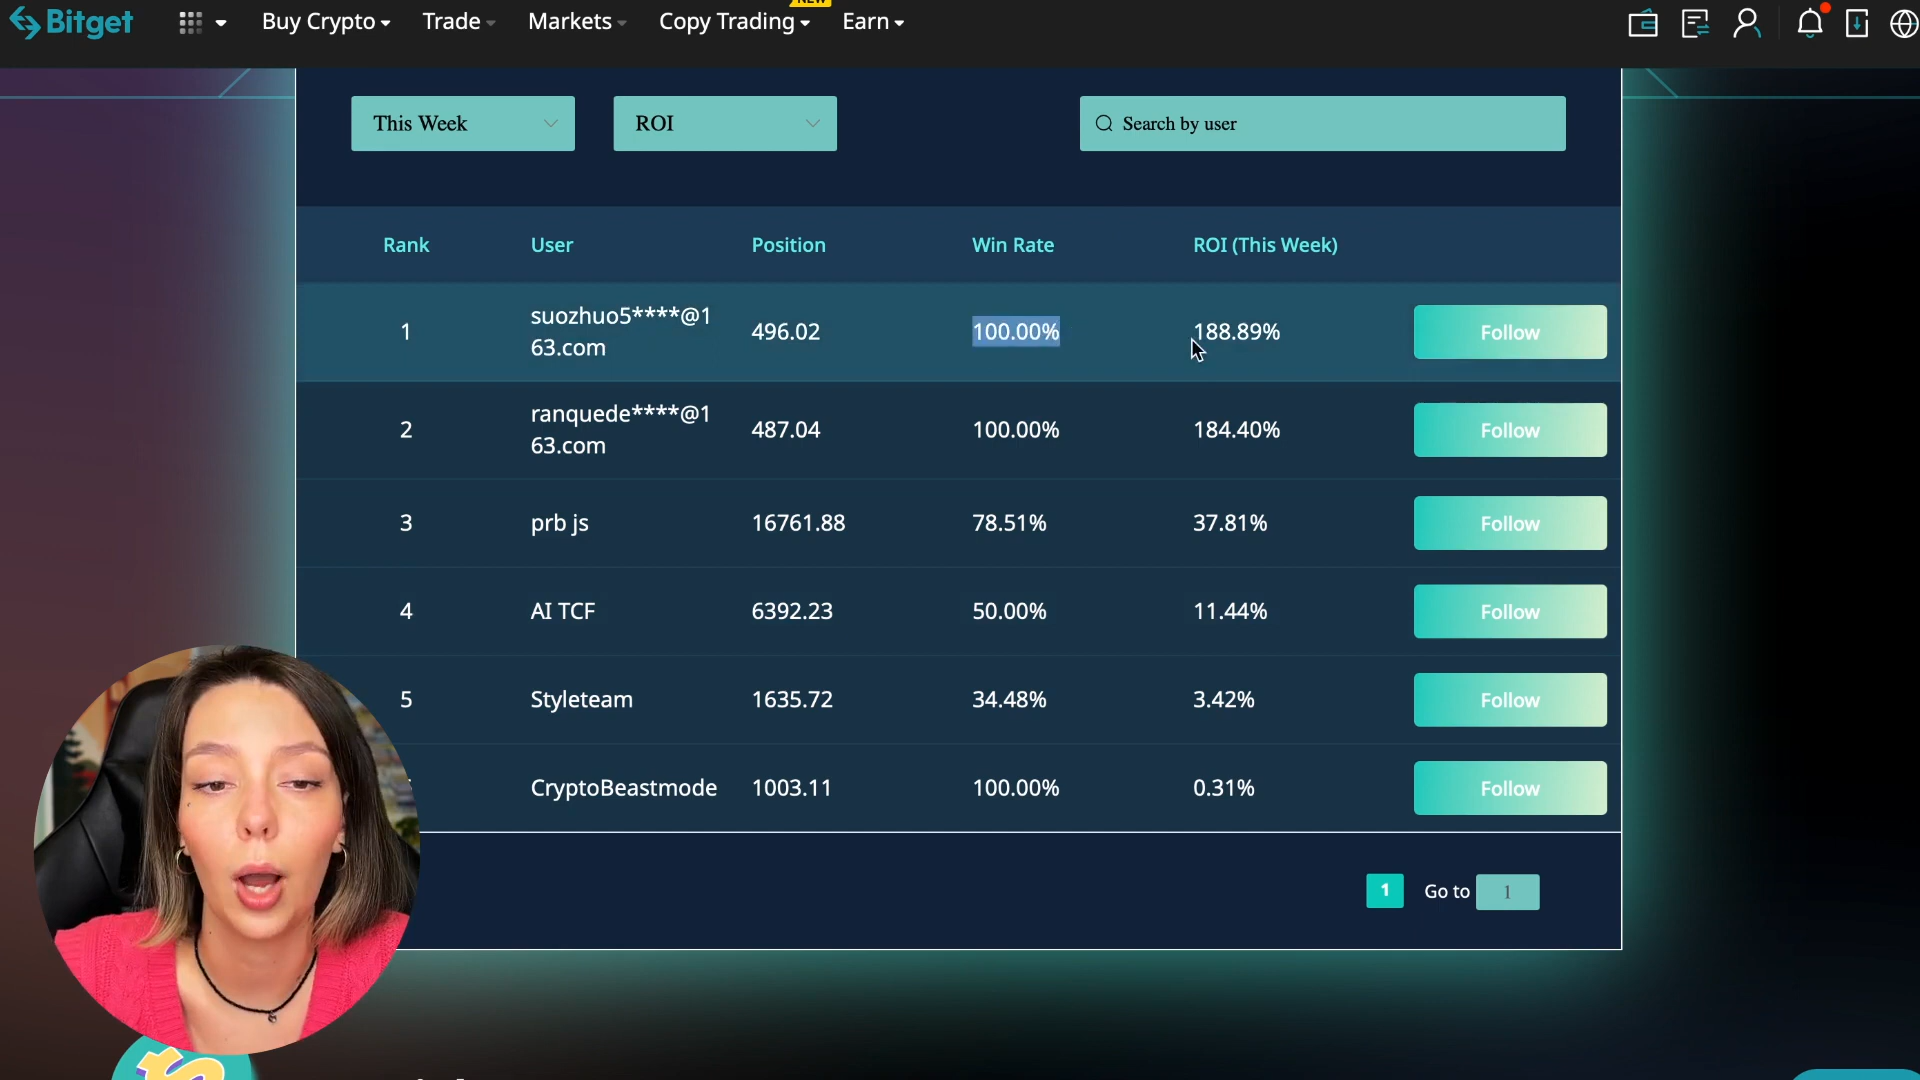 Bitget
Buy Crypto Trade Markets Copy Trading NEW Earn
This Week ROI Search by user
Rank User Position Win Rate ROI (This Week)
1 suozhuo5****@1 496.02 100.00% 188.89% Follow
63.com
2 ranquede****@1 487.04 100.00% 184.40% Follow
63.com
3 prb js 16761.88 78.51% 37.81% Follow
4 AI TCF 6392.23 50.00% 11.44% Follow
5 Styleteam 1635.72 34.48% 3.42% Follow
CryptoBeastmode 1003.11 100.00% 0.31% Follow
1 Go to 1